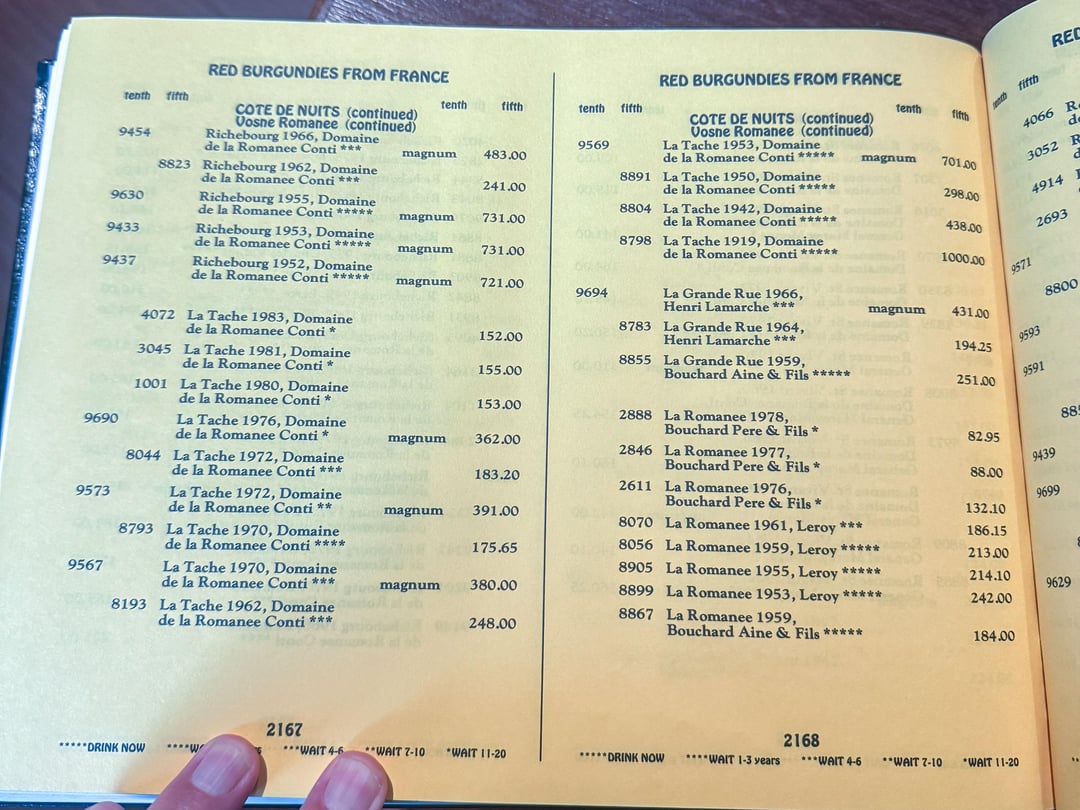 RED BURGUNDIES FROM FRANCE
tenth fifth tenth fifth
COTE DE NUITS (continued)
Vosne Romanee (continued)
9454 Richebourg 1966, Domaine
de la Romanee Conti *** magnum 483.00
8823 Richebourg 1962, Domaine
de la Romanee Conti *** 241.00
9630 Richebourg 1955, Domaine
de la Romanee Conti ***** magnum 731.00
9433 Richebourg 1953, Domaine
de la Romanee Conti ***** magnum 731.00
9437 Richebourg 1952, Domaine
de la Romanee Conti ***** magnum 721.00
4072 La Tache 1983, Domaine
de la Romanee Conti * 152.00
3045 La Tache 1981, Domaine
de la Romanee Conti * 155.00
1001 La Tache 1980, Domaine
de la Romanee Conti * 153.00
9690 La Tache 1976, Domaine
de la Romanee Conti * magnum 362.00
8044 La Tache 1972, Domaine
de la Romanee Conti *** 183.20
9573 La Tache 1972, Domaine
de la Romanee Conti ** magnum 391.00
8793 La Tache 1970, Domaine
de la Romanee Conti **** 175.65
9567 La Tache 1970, Domaine
de la Romanee Conti *** magnum 380.00
8193 La Tache 1962, Domaine
de la Romanee Conti *** 248.00
2167
*****DRINK NOW ***WAIT 4-6 **WAIT 7-10 *WAIT 11-20
RED BURGUNDIES FROM FRANCE
tenth fifth tenth fifth
COTE DE NUITS (continued)
Vosne Romanee (continued)
9569 La Tache 1953, Domaine
de la Romanee Conti ***** magnum 701.00
8891 La Tache 1950, Domaine
de la Romanee Conti ***** 298.00
8804 La Tache 1942, Domaine
de la Romanee Conti ***** 438.00
8798 La Tache 1919, Domaine
de la Romanee Conti ***** 1000.00
9694 La Grande Rue 1966,
Henri Lamarche *** magnum 431.00
8783 La Grande Rue 1964,
Henri Lamarche *** 194.25
8855 La Grande Rue 1959,
Bouchard Aine & Fils ***** 251.00
2888 La Romanee 1978,
Bouchard Pere & Fils * 82.95
2846 La Romanee 1977,
Bouchard Pere & Fils * 88.00
2611 La Romanee 1976,
Bouchard Pere & Fils * 132.10
8070 La Romanee 1961, Leroy *** 186.15
8056 La Romanee 1959, Leroy ***** 213.00
8905 La Romanee 1955, Leroy ***** 214.10
8899 La Romanee 1953, Leroy ***** 242.00
8867 La Romanee 1959,
Bouchard Aine & Fils ***** 184.00
2168
*****DRINK NOW ****WAIT 1-3 years ***WAIT 4-6 **WAIT 7-10 *WAIT 11-20
RED
tenth fifth
4066
3052
4914
2693
9571
8800
9593
9591
9439
9699
9629